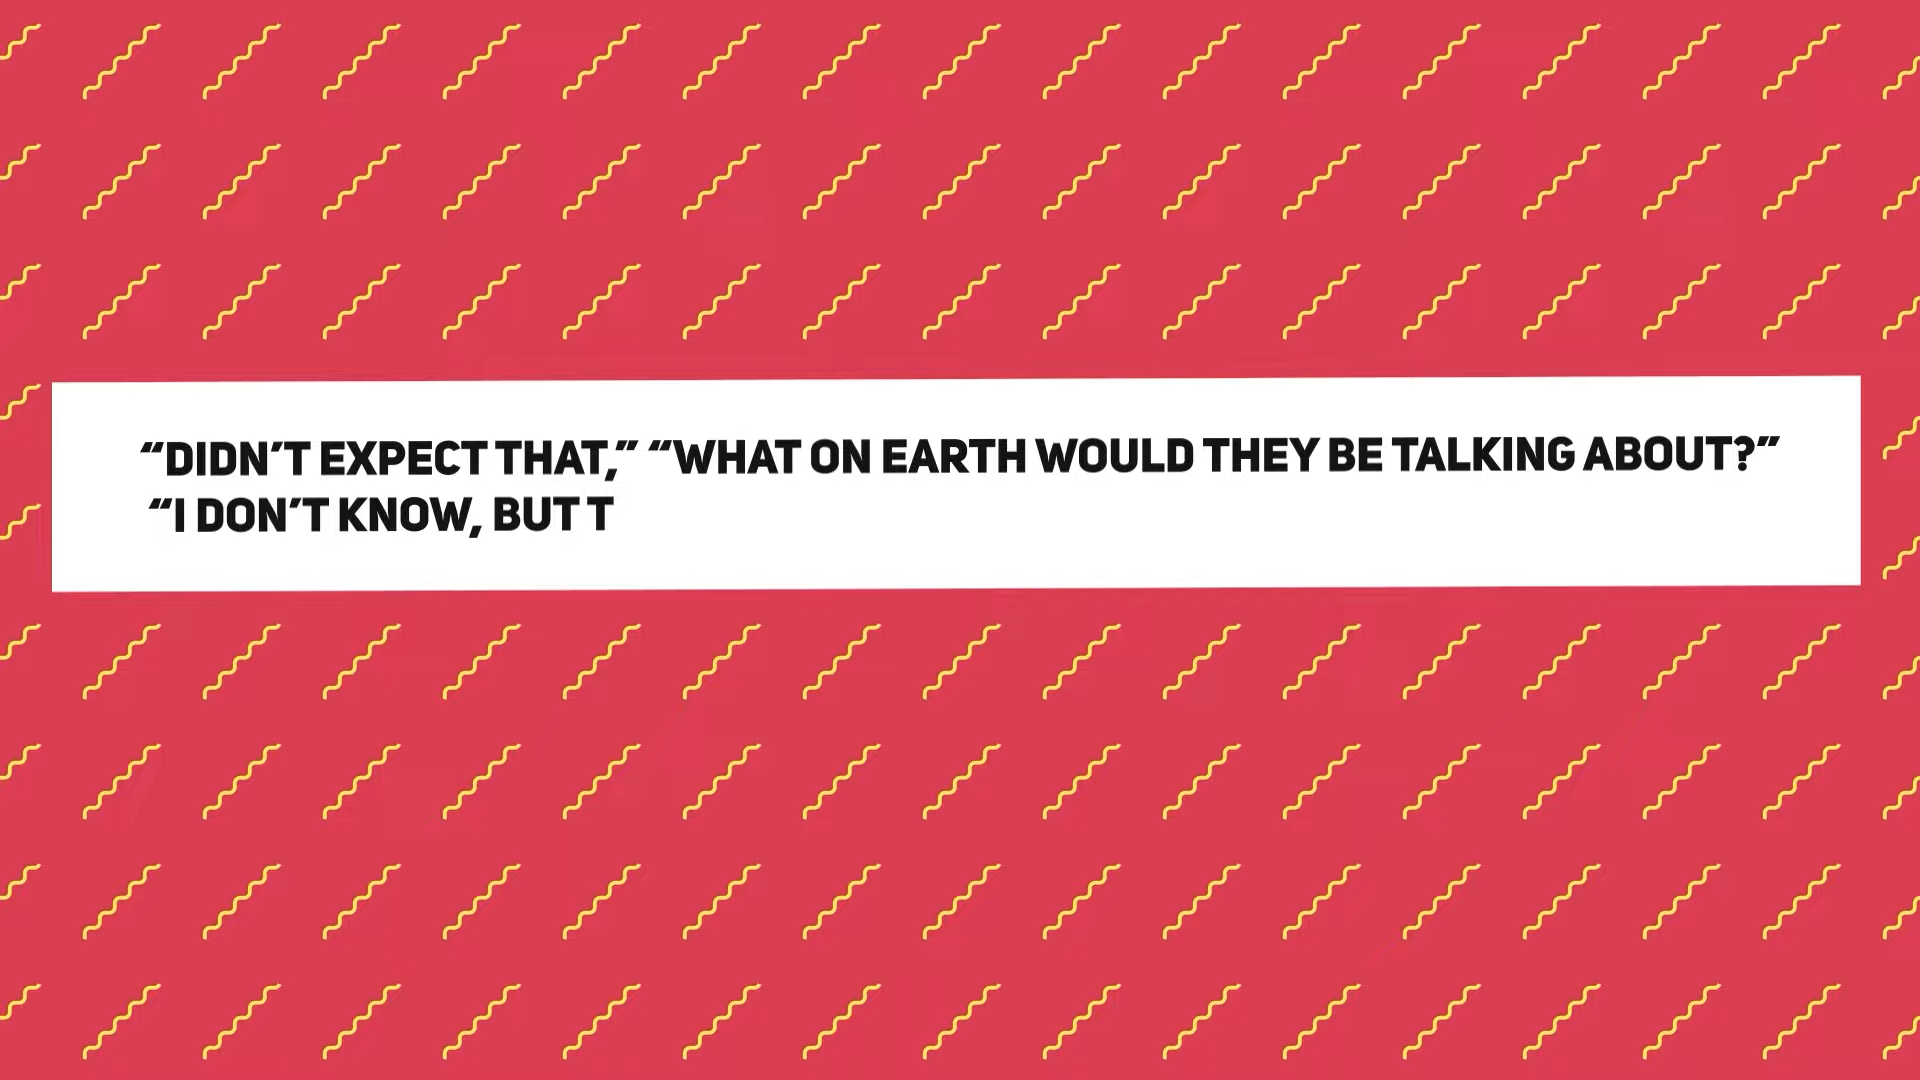 “DIDN’T EXPECT THAT,” “WHAT ON EARTH WOULD THEY BE TALKING ABOUT?”
“I DON’T KNOW, BUT T